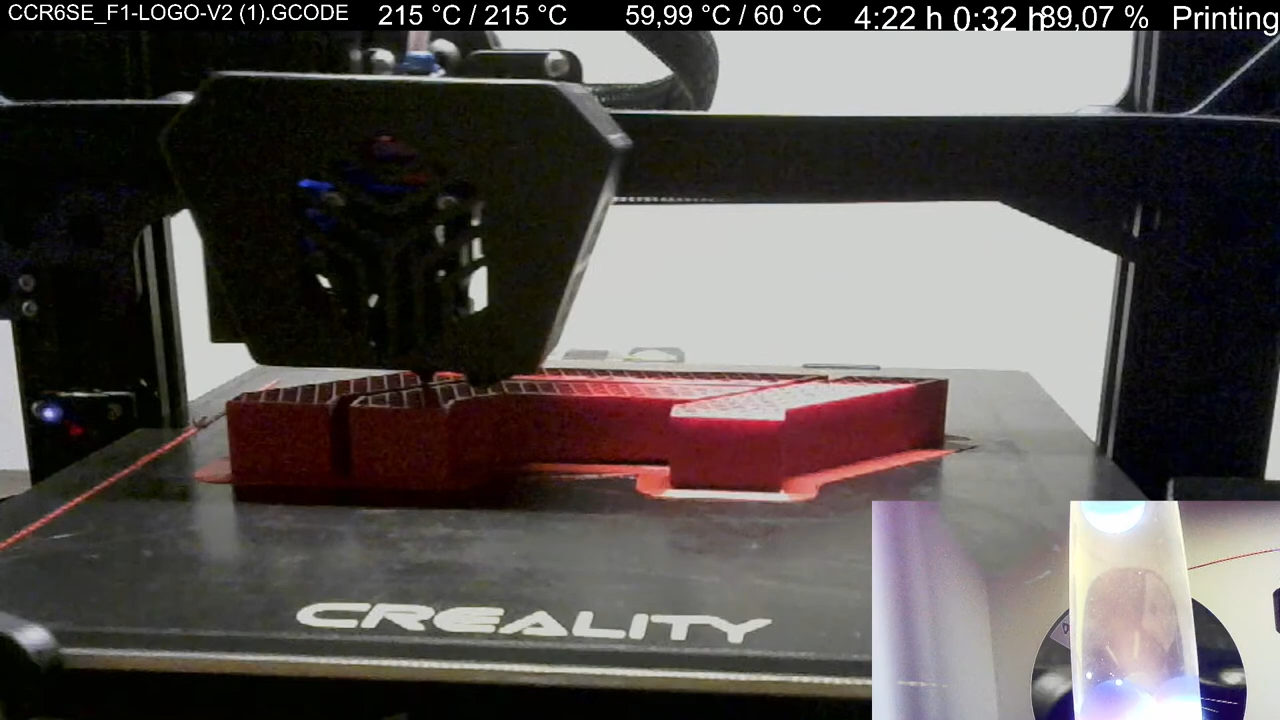 CCR6SE_F1-LOGO-V2 (1).GCODE 215 °C / 215 °C 59,99 °C / 60 °C 4:22 h 0:32 h 89,07 % Printing
CREALITY